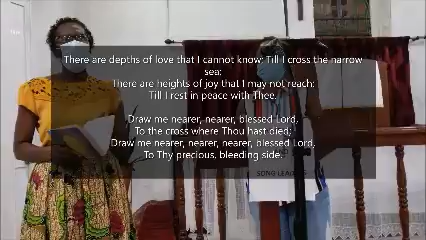 There are depths of love that I cannot know; Till I cross the narrow
sea;
There are heights of joy that I may not reach;
Till I rest in peace with Thee.
Draw me nearer, nearer, blessed Lord,
To the cross where Thou hast died;
Draw me nearer, nearer, nearer, blessed Lord,
To Thy precious, bleeding side.